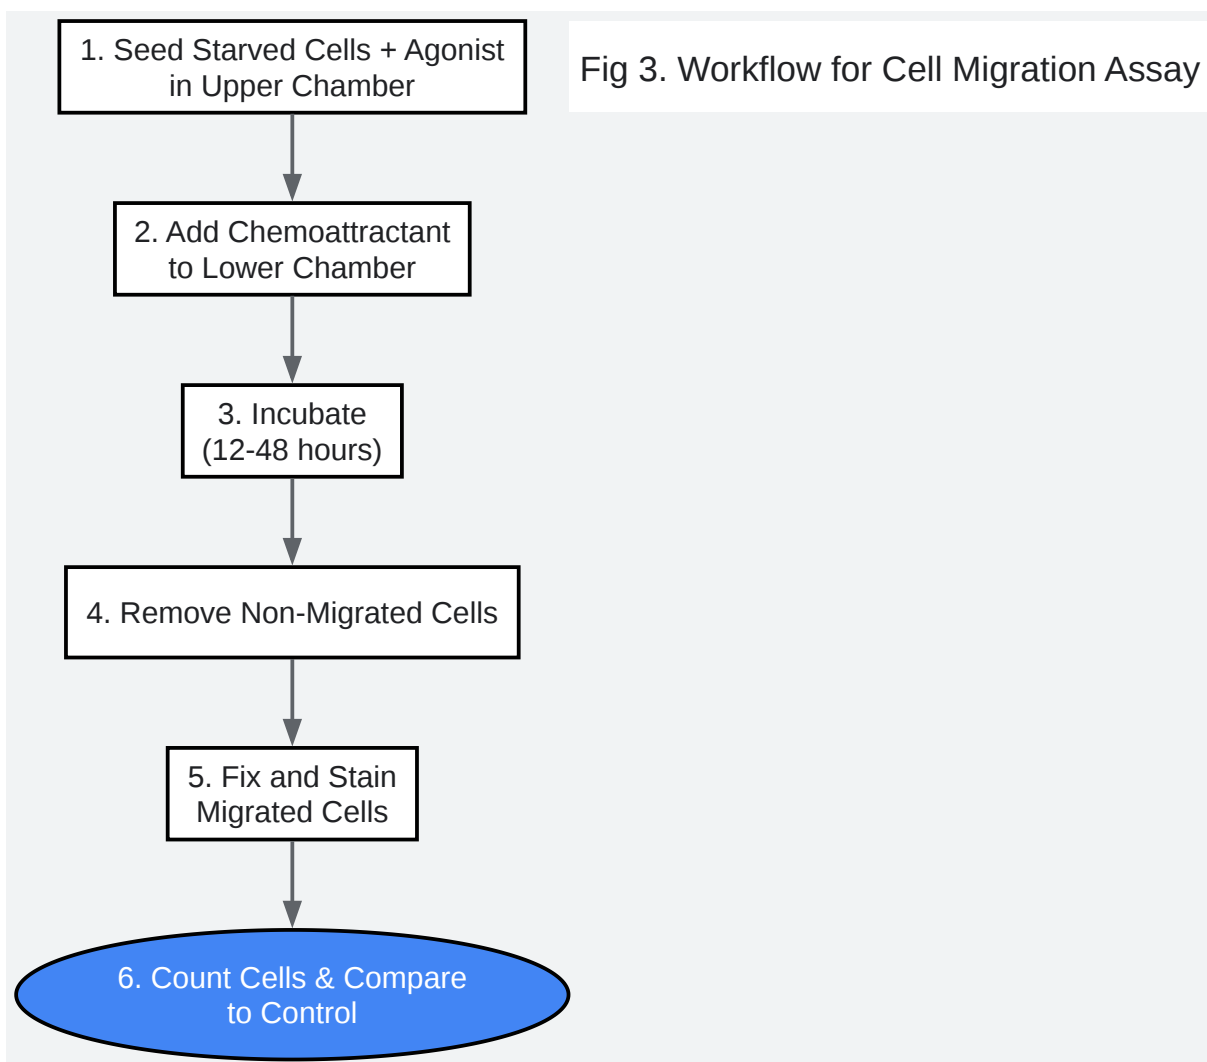 1. Seed Starved Cells + Agonist
in Upper Chamber
Fig 3. Workflow for Cell Migration Assay
2. Add Chemoattractant
to Lower Chamber
3. Incubate
(12-48 hours)
4. Remove Non-Migrated Cells
5. Fix and Stain
Migrated Cells
6. Count Cells & Compare
to Control